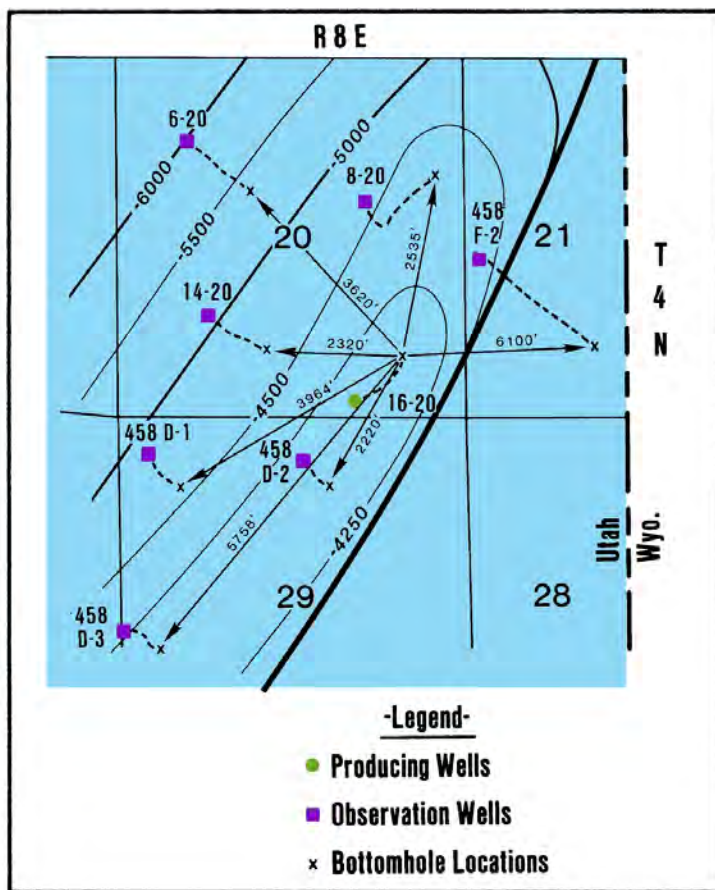 R 8 E
6-20
-6000
-5500
-5000
8-20
458
F-2
21
20
2535'
3620'
T
4
N
14-20
2320'
6100'
-4500
3964'
16-20
458 D-1
458
D-2
2220'
5758'
-4250
Utah
Wyo.
29
28
458
D-3
-Legend-
Producing Wells
Observation Wells
x Bottomhole Locations